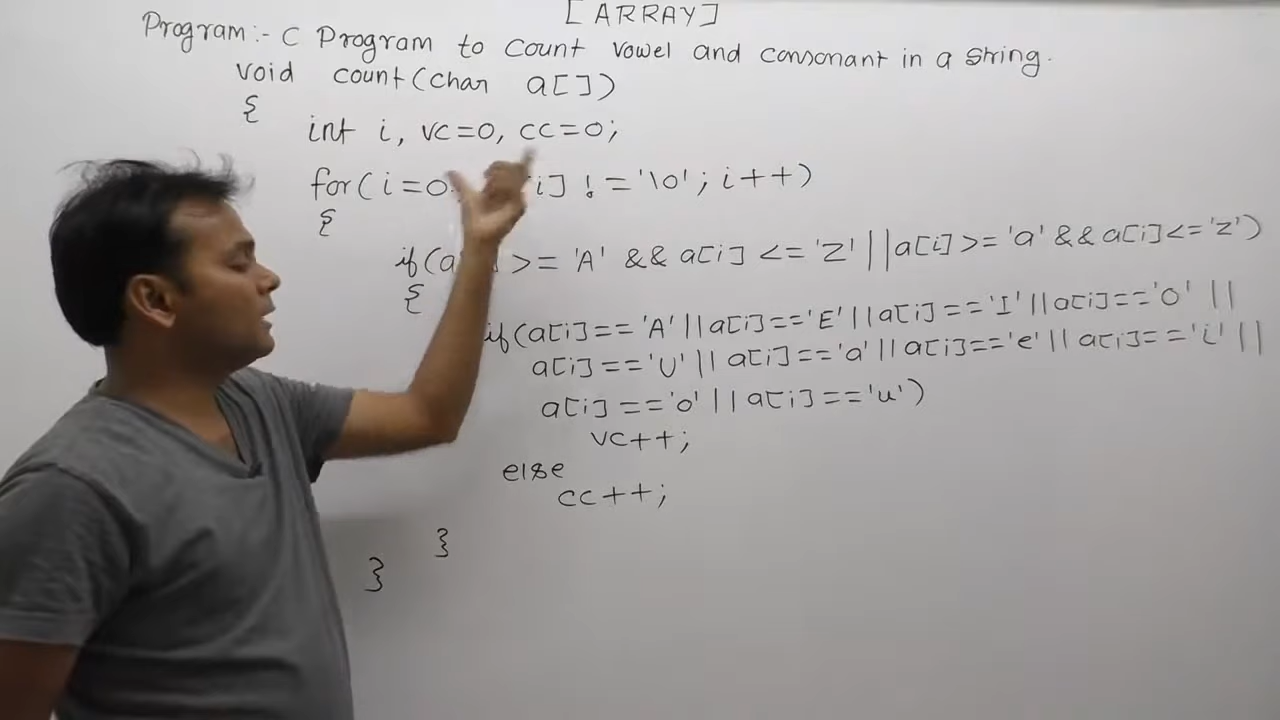 [ARRAY]
Program:- C Program to count vowel and consonant in a string.
void count(char a[])
{
int i, vc=0, cc=0;
for(i=0; i] !='\0'; i++)
{
if(a >= 'A' && a[i] <= 'Z' || a[i] >= 'a' && a[i] <= 'z')
{
if(a[i]== 'A' || a[i]=='E' || a[i]=='I' || a[i]=='O' ||
a[i]=='U' || a[i]=='a' || a[i]=='e' || a[i]=='i' ||
a[i]=='o' || a[i]=='u')
vc++;
else
cc++;
}
}